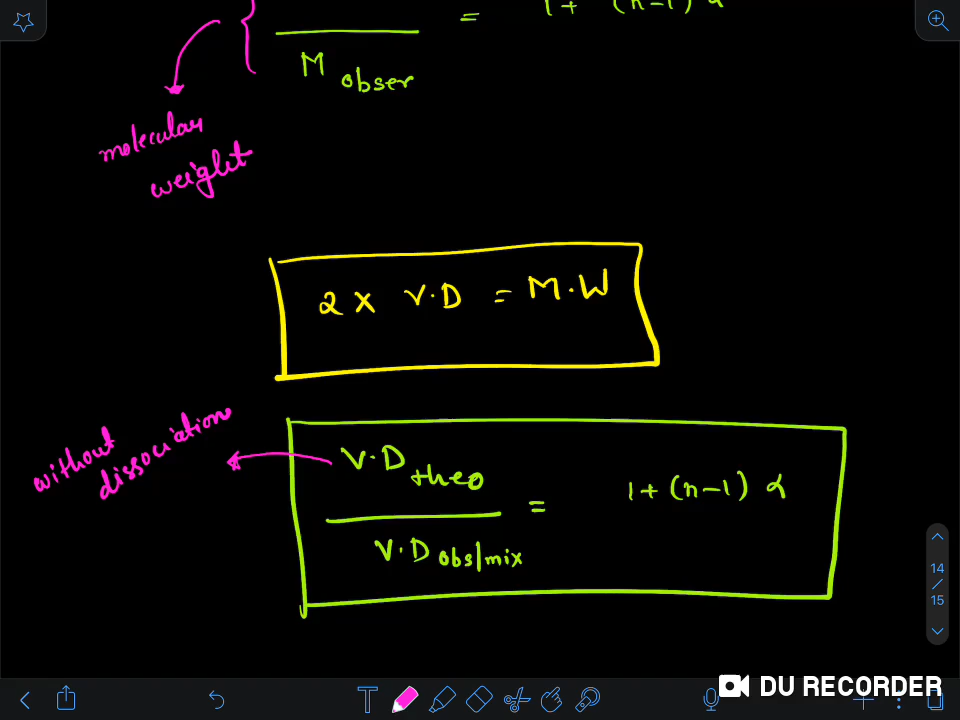 = 1 + (n-1) α
M obser
molecular
weight
2 x V.D = M.W
without
dissociation
V.D theo
= 1 + (n-1) α
V.D obs/mix
14
/
15
T
DU RECORDER